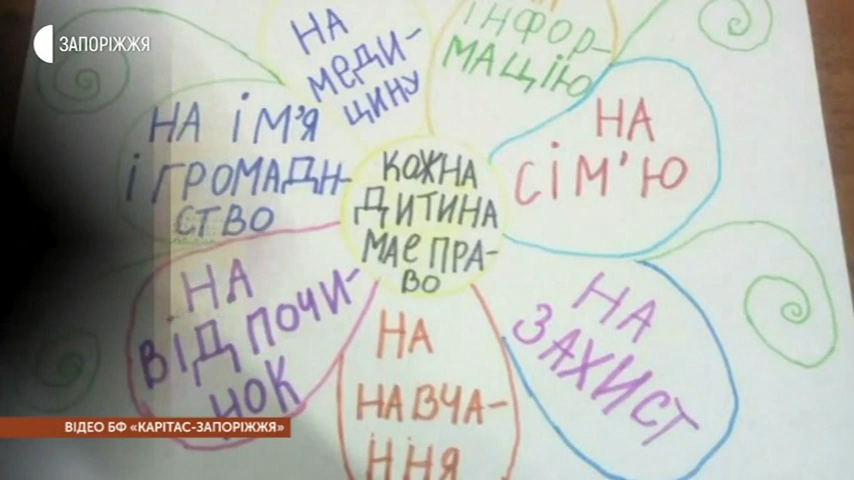 ЗАПОРІЖЖЯ
НА
МЕДИ-
ЦИНУ
ІНФОР-
МАЦІЮ
НА ІМ'Я
І ГРОМАДН-
СТВО
НА
СІМ'Ю
КОЖНА
ДИТИНА
МАЄ ПРА-
ВО
НА
ВІДПОЧИ-
НОК
НА
НАВЧА-
ННЯ
НА
ЗАХИСТ
ВІДЕО БФ «КАРІТАС-ЗАПОРІЖЖЯ»